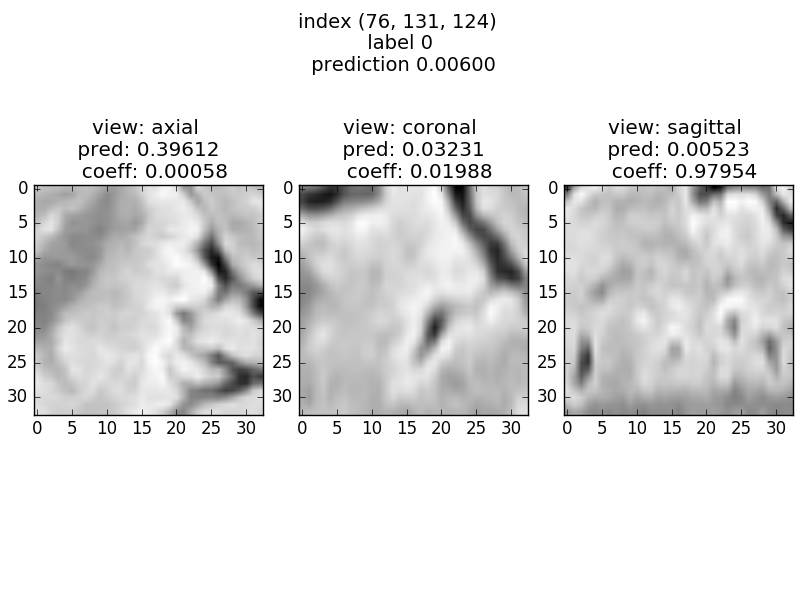 index (76, 131, 124)
label 0
prediction 0.00600
view: axial
pred: 0.39612
coeff: 0.00058
view: coronal
pred: 0.03231
coeff: 0.01988
view: sagittal
pred: 0.00523
coeff: 0.97954
0
5
10
15
20
25
30
0 5 10 15 20 25 30
0
5
10
15
20
25
30
0 5 10 15 20 25 30
0
5
10
15
20
25
30
0 5 10 15 20 25 30